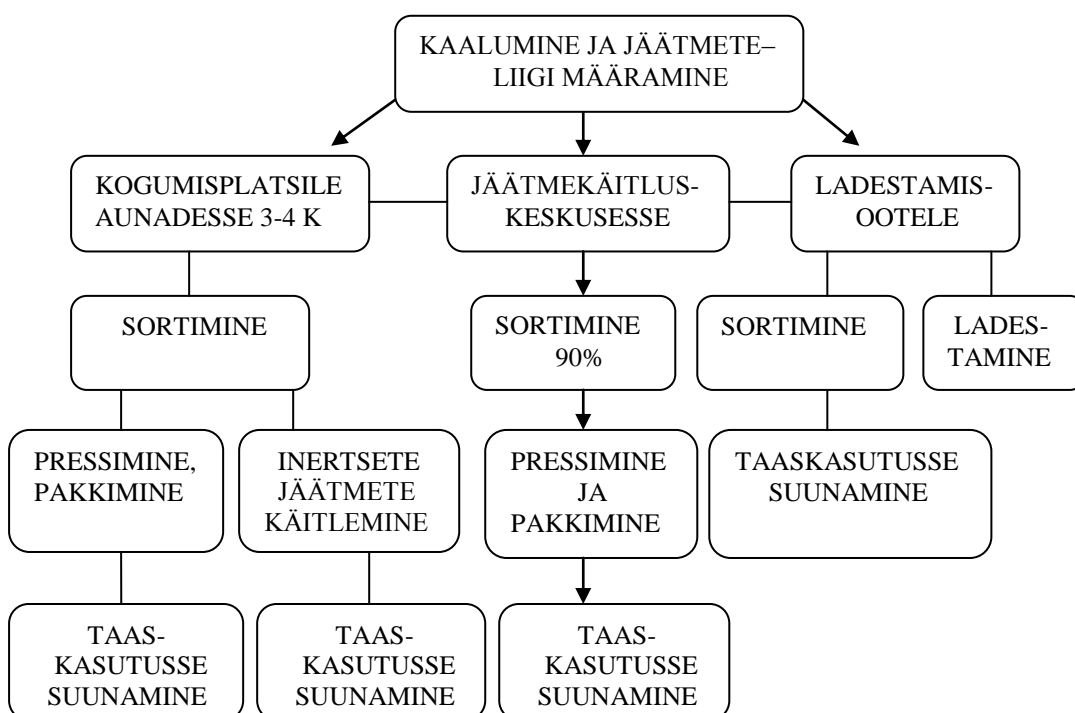 KAALUMINE JA JÄÄTMETE–
LIIGI MÄÄRAMINE
KOGUMISPLATSILE
AUNADESSE 3-4 K
JÄÄTMEKÄITLUS-
KESKUSESSE
LADESTAMIS-
OOTELE
SORTIMINE
SORTIMINE
90%
SORTIMINE
LADES-
TAMINE
PRESSIMINE,
PAKKIMINE
INERTSETE
JÄÄTMETE
KÄITLEMINE
PRESSIMINE
JA
PAKKIMINE
TAASKASUTUSSE
SUUNAMINE
TAAS-
KASUTUSSE
SUUNAMINE
TAAS-
KASUTUSSE
SUUNAMINE
TAAS-
KASUTUSSE
SUUNAMINE